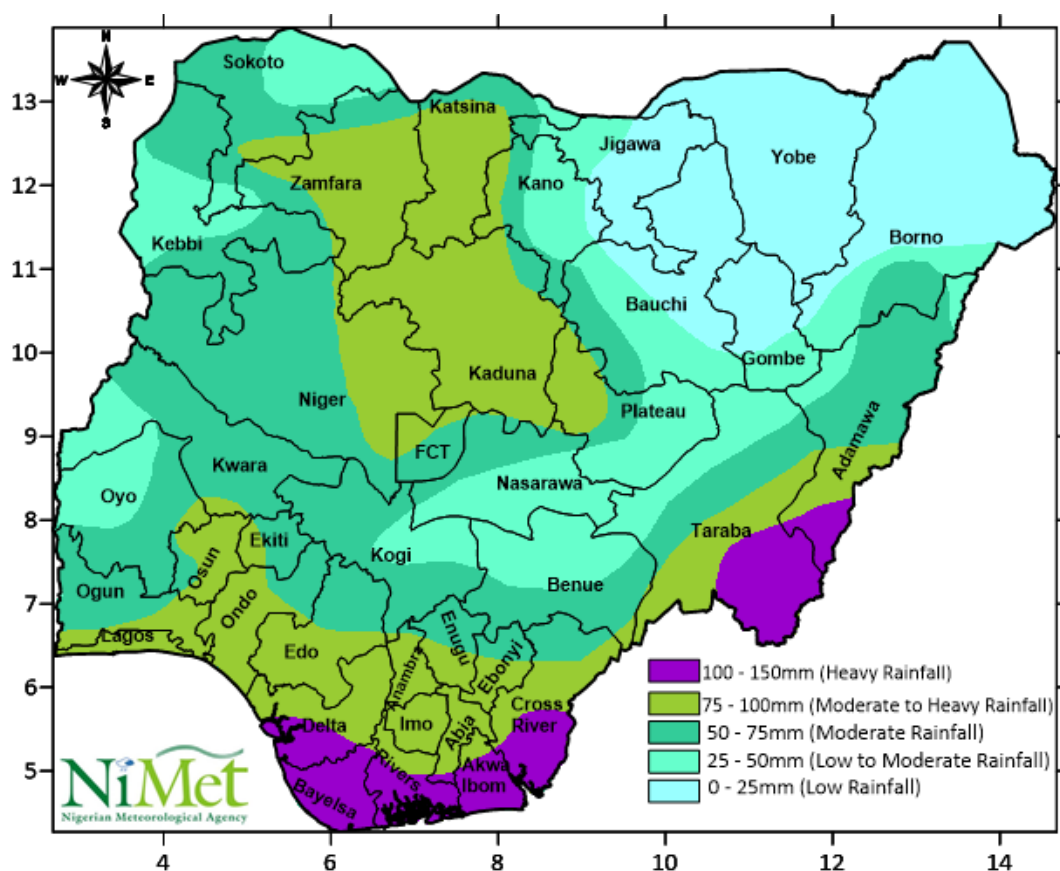 N
W E
S
Sokoto
Katsina
13
Jigawa
Yobe
Zamfara
Kano
12
Kebbi
Borno
11
Bauchi
10
Gombe
Kaduna
Niger
Plateau
9
FCT
Adamawa
Kwara
Nasarawa
Oyo
8
Taraba
Ekiti
Kogi
Osun
Benue
Ogun
7
Ondo
Enugu
Lagos
Edo
Anambra
Ebonyi
6
Cross
River
Delta
Imo
Abia
5
Rivers
Akwa
Ibom
Bayelsa
100 - 150mm (Heavy Rainfall)
75 - 100mm (Moderate to Heavy Rainfall)
50 - 75mm (Moderate Rainfall)
25 - 50mm (Low to Moderate Rainfall)
0 - 25mm (Low Rainfall)
NiMet
Nigerian Meteorological Agency
4 6 8 10 12 14